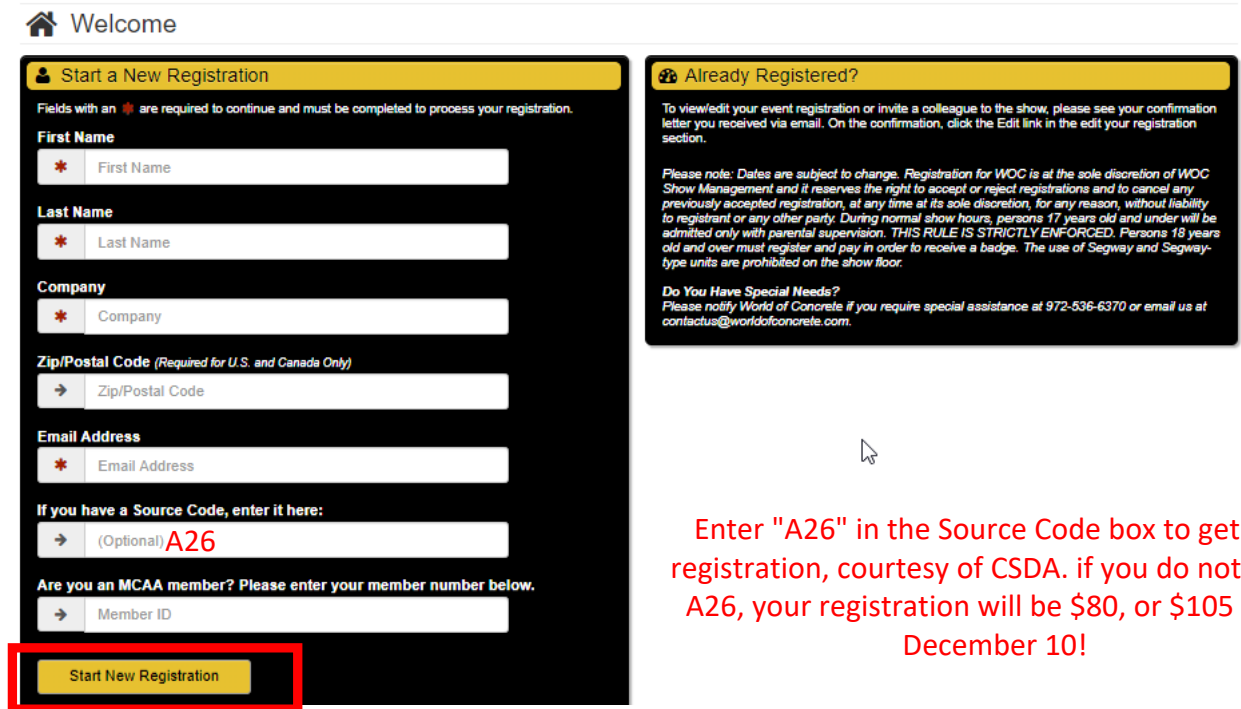 Welcome
Start a New Registration
Fields with an * are required to continue and must be completed to process your registration.
First Name
* First Name
Last Name
* Last Name
Company
* Company
Zip/Postal Code (Required for U.S. and Canada Only)
Zip/Postal Code
Email Address
* Email Address
If you have a Source Code, enter it here:
(Optional) A26
Are you an MCAA member? Please enter your member number below.
Member ID
Start New Registration
Already Registered?
To view/edit your event registration or invite a colleague to the show, please see your confirmation
letter you received via email. On the confirmation, click the Edit link in the edit your registration
section.
Please note: Dates are subject to change. Registration for WOC is at the sole discretion of WOC
Show Management and it reserves the right to accept or reject registrations and to cancel any
previously accepted registration, at any time at its sole discretion, for any reason, without liability
to registrant or any other party. During normal show hours, persons 17 years old and under will be
admitted only with parental supervision. THIS RULE IS STRICTLY ENFORCED. Persons 18 years
old and over must register and pay in order to receive a badge. The use of Segway and Segway-
type units are prohibited on the show floor.
Do You Have Special Needs?
Please notify World of Concrete if you require special assistance at 972-536-6370 or email us at
contactus@worldofconcrete.com.
Enter "A26" in the Source Code box to get
registration, courtesy of CSDA. if you do not
A26, your registration will be $80, or $105
December 10!